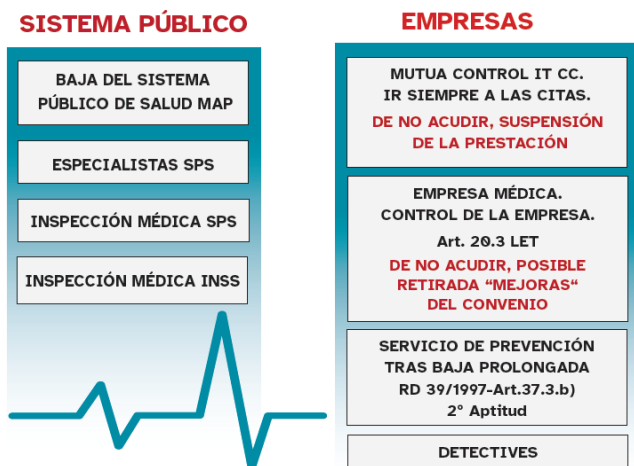 SISTEMA PÚBLICO
BAJA DEL SISTEMA
PÚBLICO DE SALUD MAP
ESPECIALISTAS SPS
INSPECCIÓN MÉDICA SPS
INSPECCIÓN MÉDICA INSS
EMPRESAS
MUTUA CONTROL IT CC.
IR SIEMPRE A LAS CITAS.
DE NO ACUDIR, SUSPENSIÓN
DE LA PRESTACIÓN
EMPRESA MÉDICA.
CONTROL DE LA EMPRESA.
Art. 20.3 LET
DE NO ACUDIR, POSIBLE
RETIRADA “MEJORAS“
DEL CONVENIO
SERVICIO DE PREVENCIÓN
TRAS BAJA PROLONGADA
RD 39/1997-Art.37.3.b)
2º Aptitud
DETECTIVES